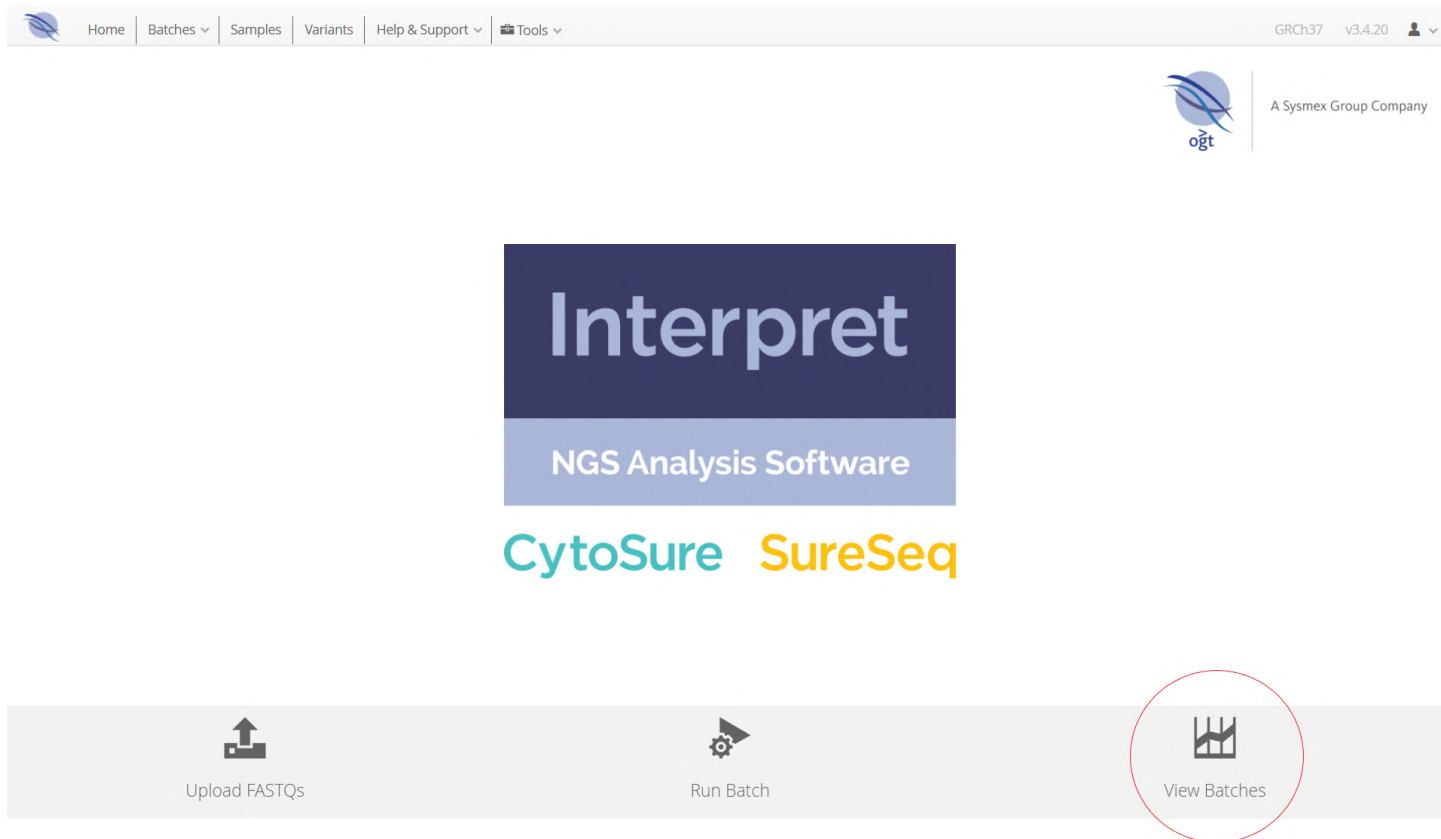 Home Batches Samples Variants Help & Support Tools GRCh37 v3.4.20
ogt
A Sysmex Group Company
Interpret
NGS Analysis Software
CytoSure SureSeq
Upload FASTQs Run Batch View Batches